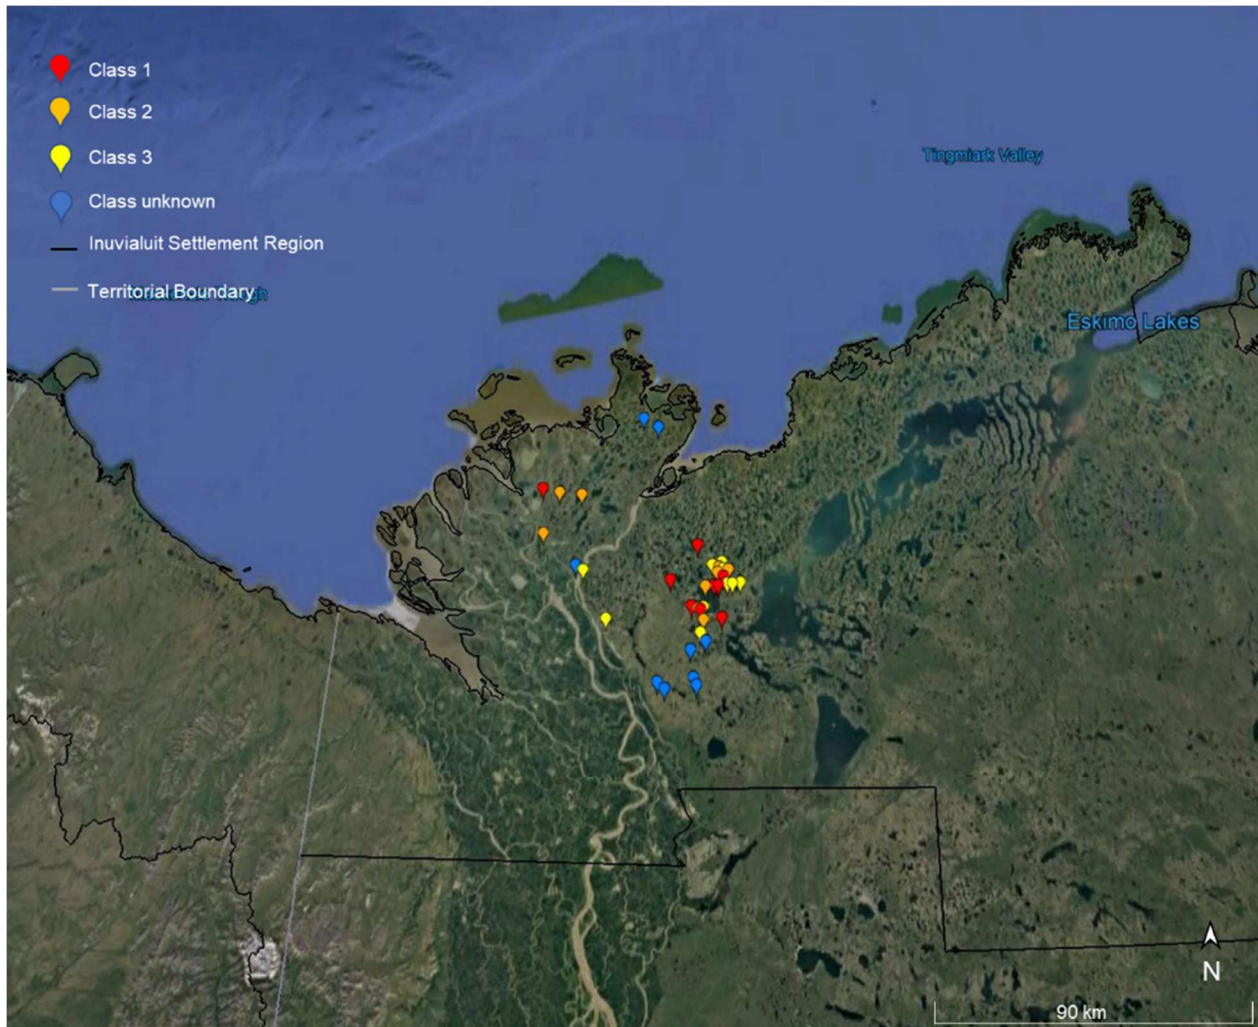 Class 1
Class 2
Class 3
Class unknown
Inuvialuit Settlement Region
Territorial Boundary
Tingmiark Valley
Eskimo Lakes
N
90 km